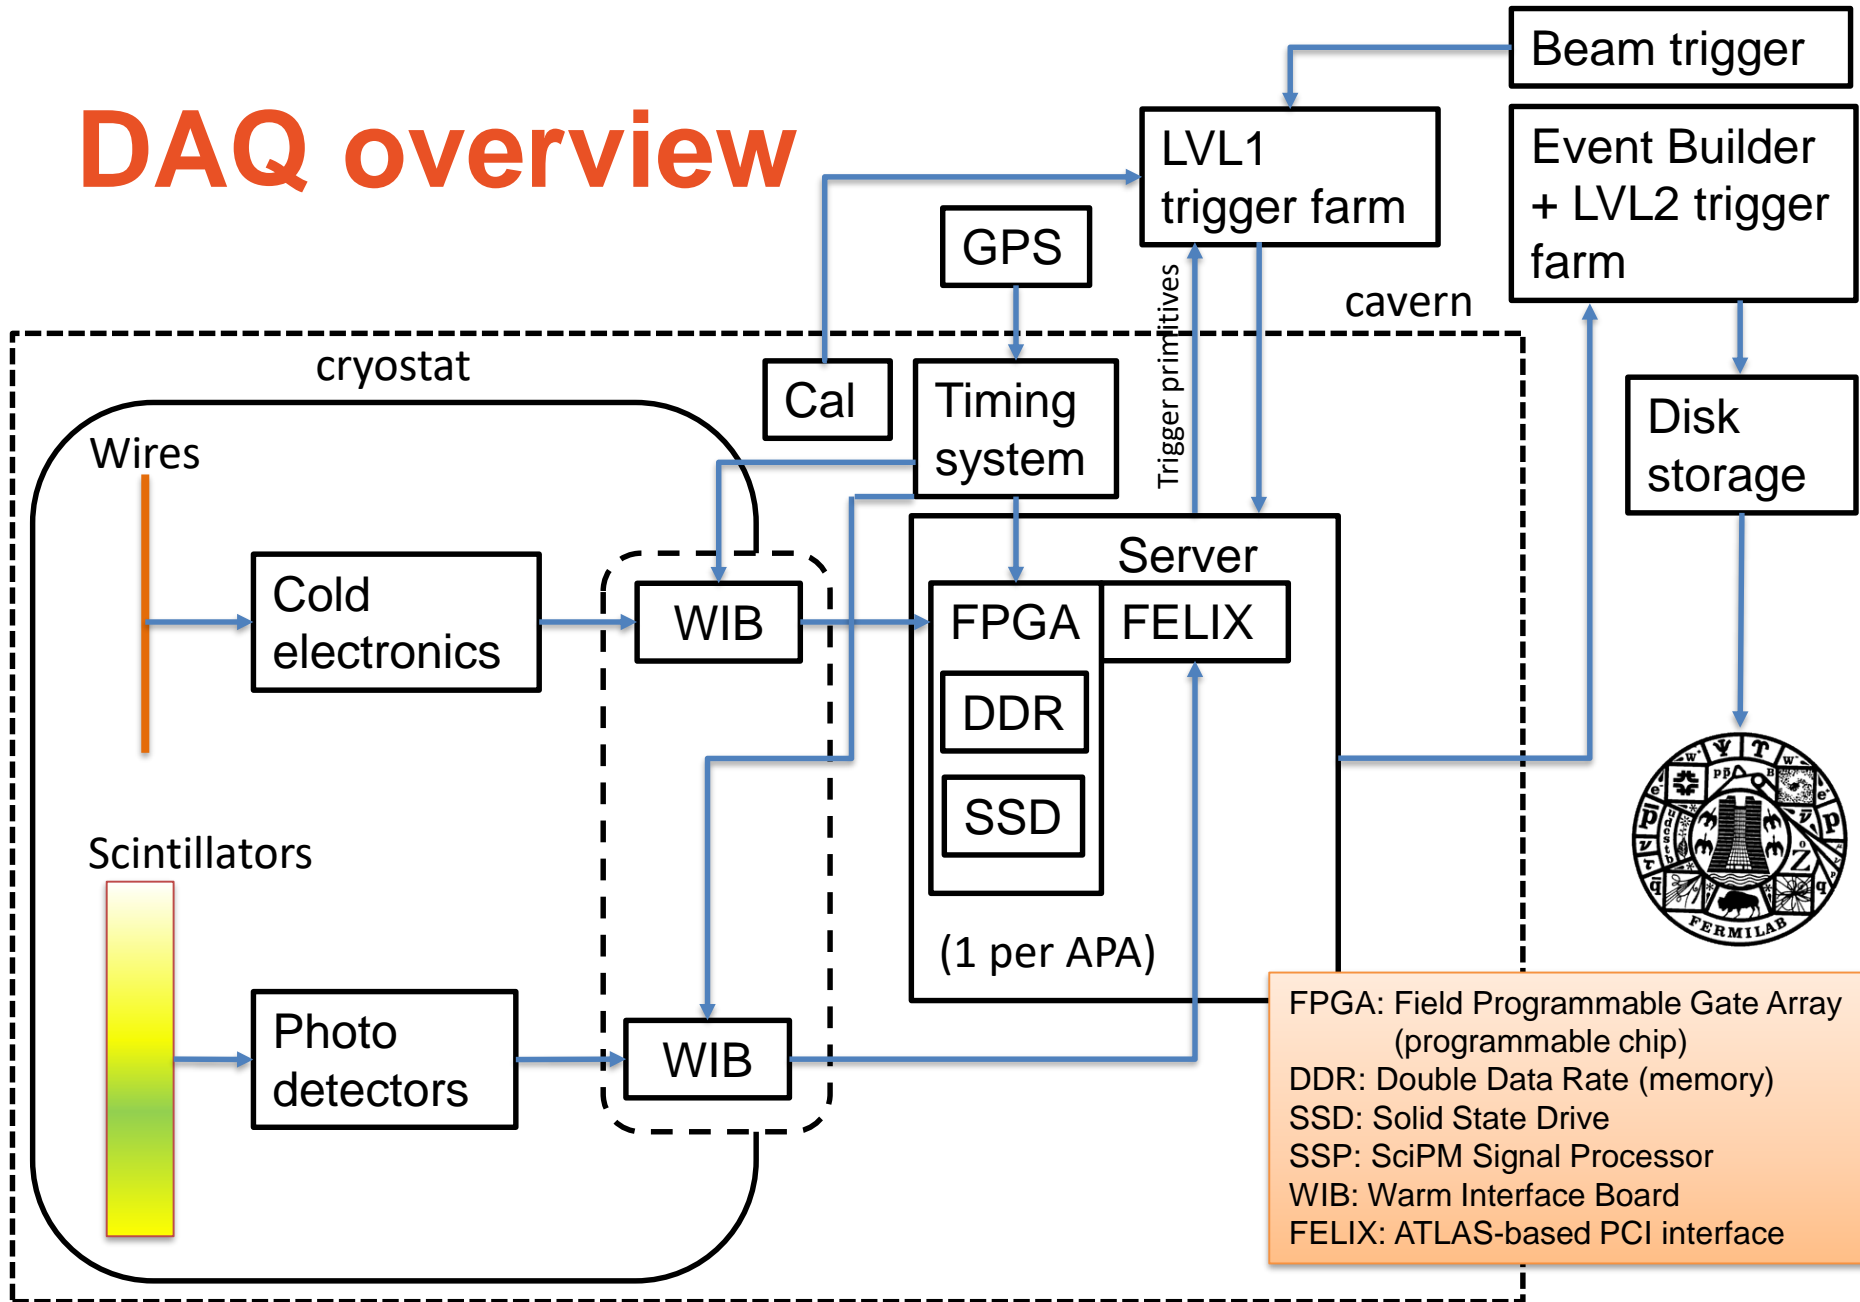 DAQ overview
Beam trigger
LVL1
trigger farm
Event Builder
+ LVL2 trigger
farm
GPS
Trigger primitives
cavern
cryostat
Cal
Timing
system
Disk
storage
Wires
Cold
electronics
WIB
Server
FPGA
FELIX
DDR
SSD
(1 per APA)
Scintillators
Photo
detectors
WIB
FERMILAB
FPGA: Field Programmable Gate Array
(programmable chip)
DDR: Double Data Rate (memory)
SSD: Solid State Drive
SSP: SciPM Signal Processor
WIB: Warm Interface Board
FELIX: ATLAS-based PCI interface